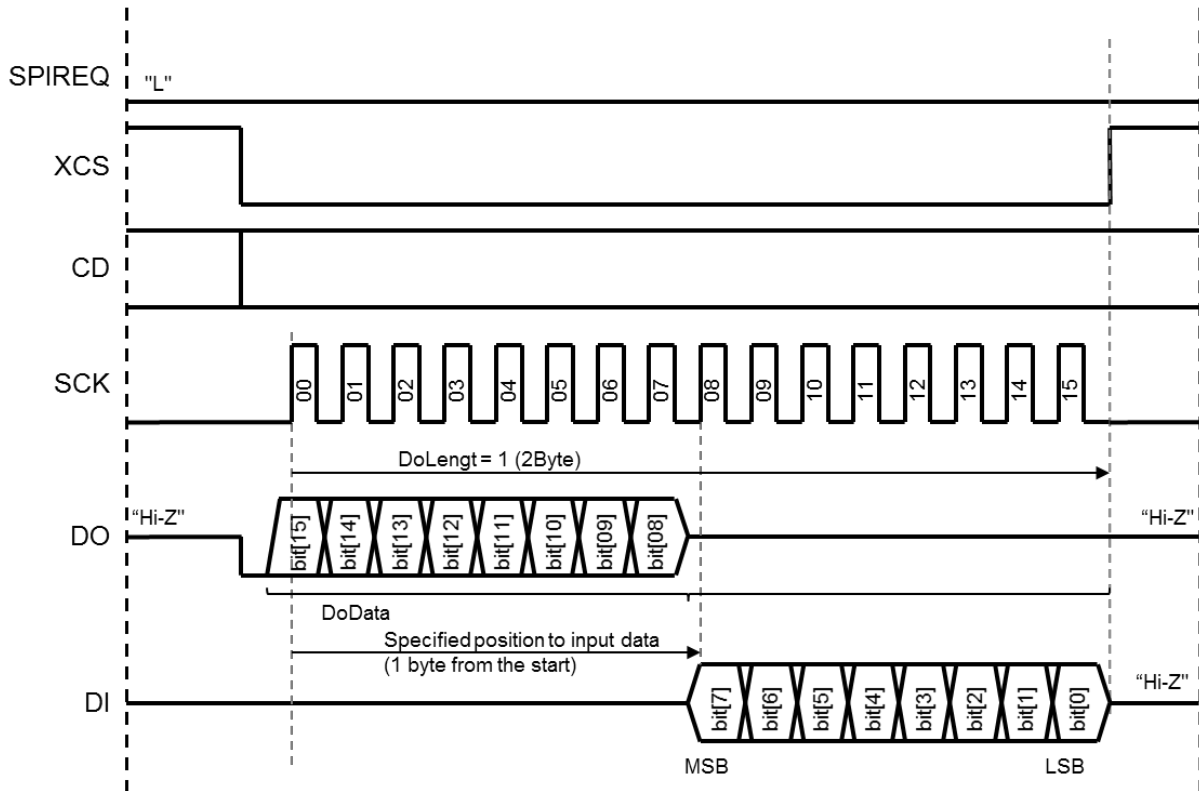 SPIREQ
"L"
XCS
CD
SCK
00 01 02 03 04 05 06 07 08 09 10 11 12 13 14 15
DoLengt = 1 (2Byte)
DO
“Hi-Z"
bit[15] bit[14] bit[13] bit[12] bit[11] bit[10] bit[09] bit[08]
“Hi-Z"
DoData
Specified position to input data
(1 byte from the start)
DI
bit[7] bit[6] bit[5] bit[4] bit[3] bit[2] bit[1] bit[0]
“Hi-Z"
MSB
LSB